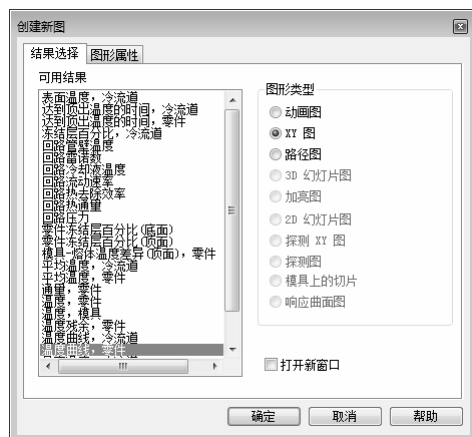 创建新图
结果选择
图形属性
可用结果
表面温度，冷流道
达到顶出温度的时间，冷流道
达到顶出温度的时间，零件
冻结层百分比，冷流道
回路管壁温度
回路雷诺数
回路冷却液温度
回路流动速率
回路热去除效率
回路热通量
回路压力
零件冻结层百分比(底面)
零件冻结层百分比(顶面)
模具-熔体温度差异(顶面)，零件
平均温度，冷流道
平均温度，零件
通量，零件
温度，零件
温度，模具
温度残余，零件
温度曲线，冷流道
温度曲线，零件
图形类型
动画图
XY 图
路径图
3D 幻灯片图
加亮图
2D 幻灯片图
探测 XY 图
探测图
模具上的切片
响应曲面图
打开新窗口
确定
取消
帮助